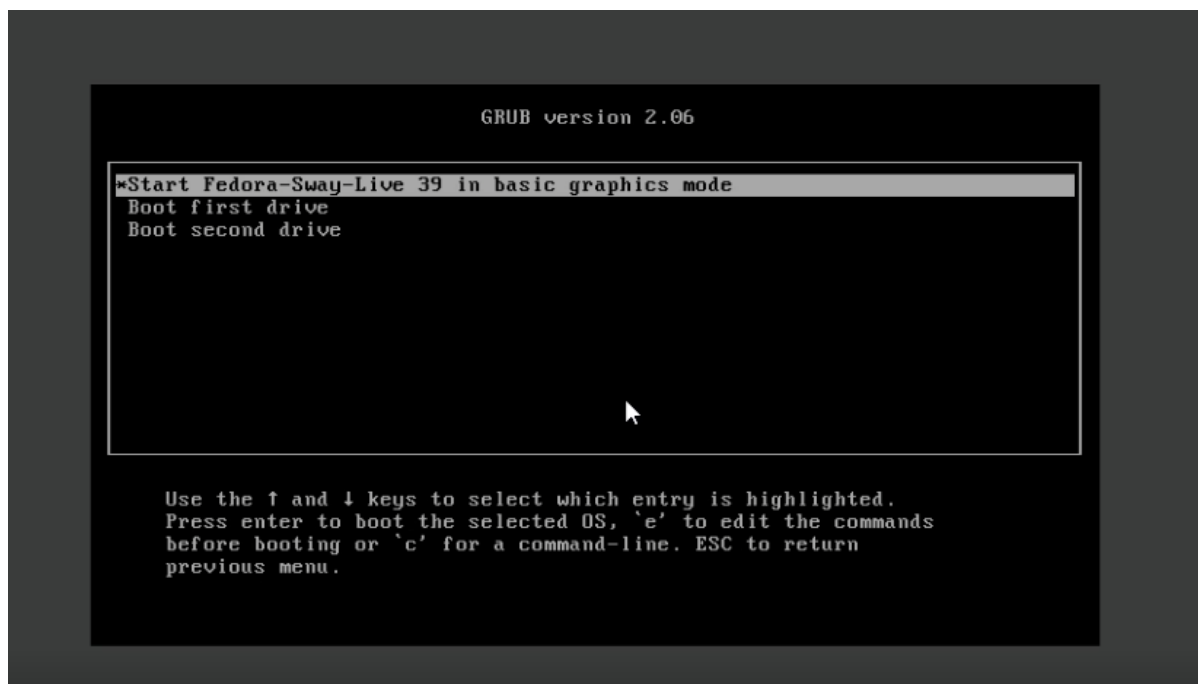 GRUB version 2.06
*Start Fedora-Sway-Live 39 in basic graphics mode
Boot first drive
Boot second drive
Use the ↑ and ↓ keys to select which entry is highlighted.
Press enter to boot the selected OS, `e' to edit the commands
before booting or `c' for a command-line. ESC to return
previous menu.